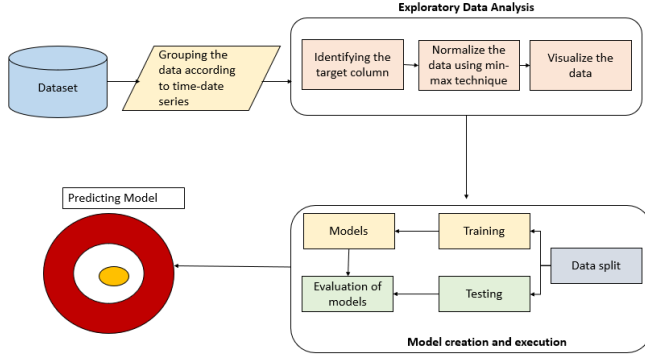 Exploratory Data Analysis
Dataset
Grouping the
data according
to time-date
series
Identifying the
target column
Normalize the
data using min-
max technique
Visualize the
data
Predicting Model
Models
Training
Data split
Evaluation of
models
Testing
Model creation and execution